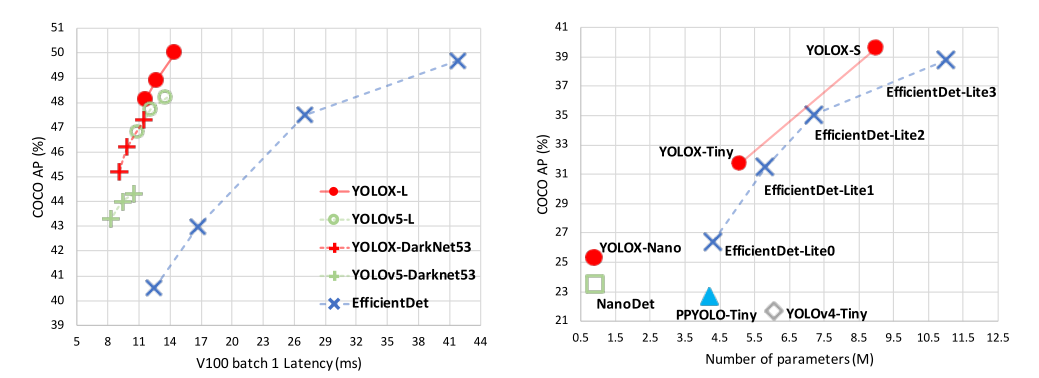 51
50
49
48
47
46
45
44
43
42
41
40
39
COCO AP (%)
5 8 11 14 17 20 23 26 29 32 35 38 41 44
V100 batch 1 Latency (ms)
YOLOX-L
YOLOv5-L
YOLOX-DarkNet53
YOLOv5-Darknet53
EfficientDet
41
39
37
35
33
31
29
27
25
23
21
COCO AP (%)
YOLOX-S
EfficientDet-Lite3
EfficientDet-Lite2
YOLOX-Tiny
EfficientDet-Lite1
YOLOX-Nano
EfficientDet-Lite0
NanoDet
PPYOLO-Tiny
YOLOv4-Tiny
0.5 1.5 2.5 3.5 4.5 5.5 6.5 7.5 8.5 9.5 10.5 11.5 12.5
Number of parameters (M)